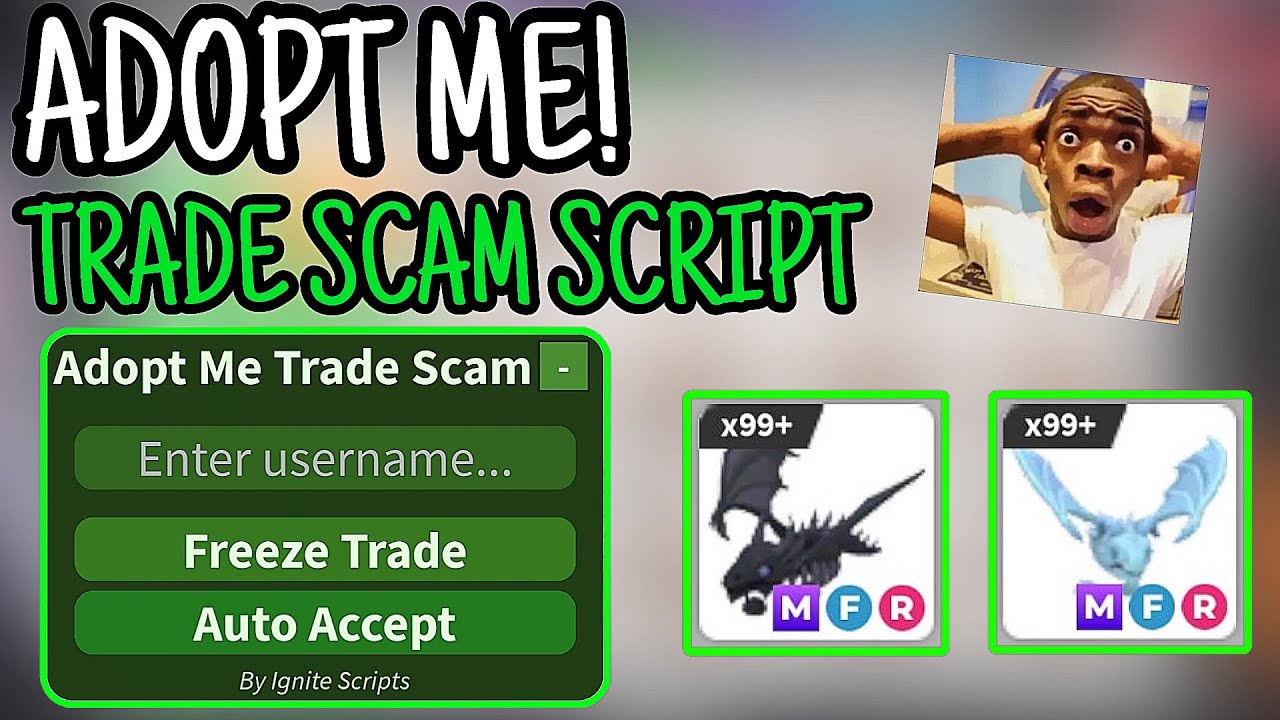 ADOPT ME!
TRADE SCAM SCRIPT
Adopt Me Trade Scam -
Enter username...
Freeze Trade
Auto Accept
By Ignite Scripts
x99+
M F R
x99+
M F R